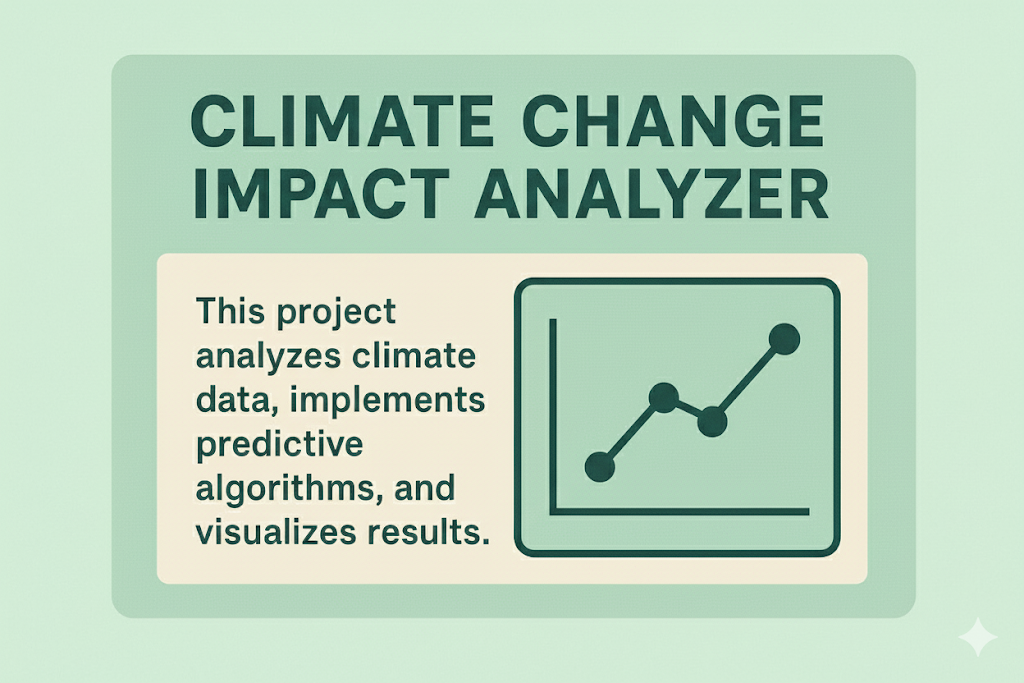 CLIMATE CHANGE
IMPACT ANALYZER
This project
analyzes climate
data, implements
predictive
algorithms, and
visualizes results.